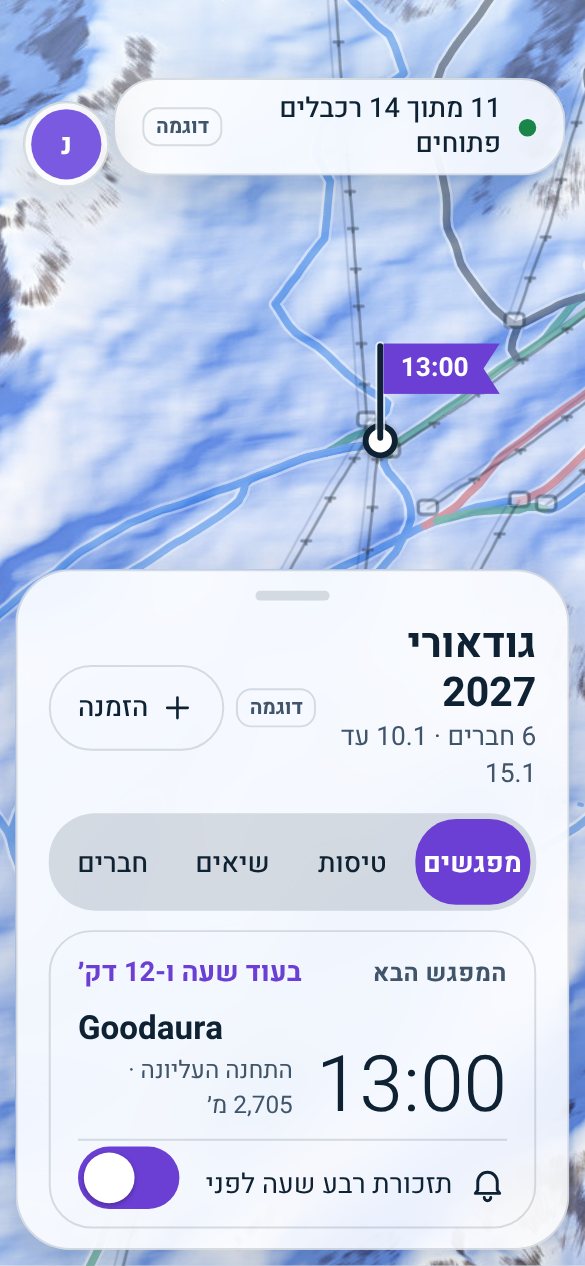 11 מתוך 14 רכבלים
פתוחים
דוגמה
נ
13:00
גודאורי
2027
6 חברים · 10.1 עד
15.1
דוגמה
הזמנה
מפגשים
טיסות
שיאים
חברים
המפגש הבא
בעוד שעה ו-12 דק׳
13:00
Goodaura
התחנה העליונה ·
2,705 מ׳
תזכורת רבע שעה לפני